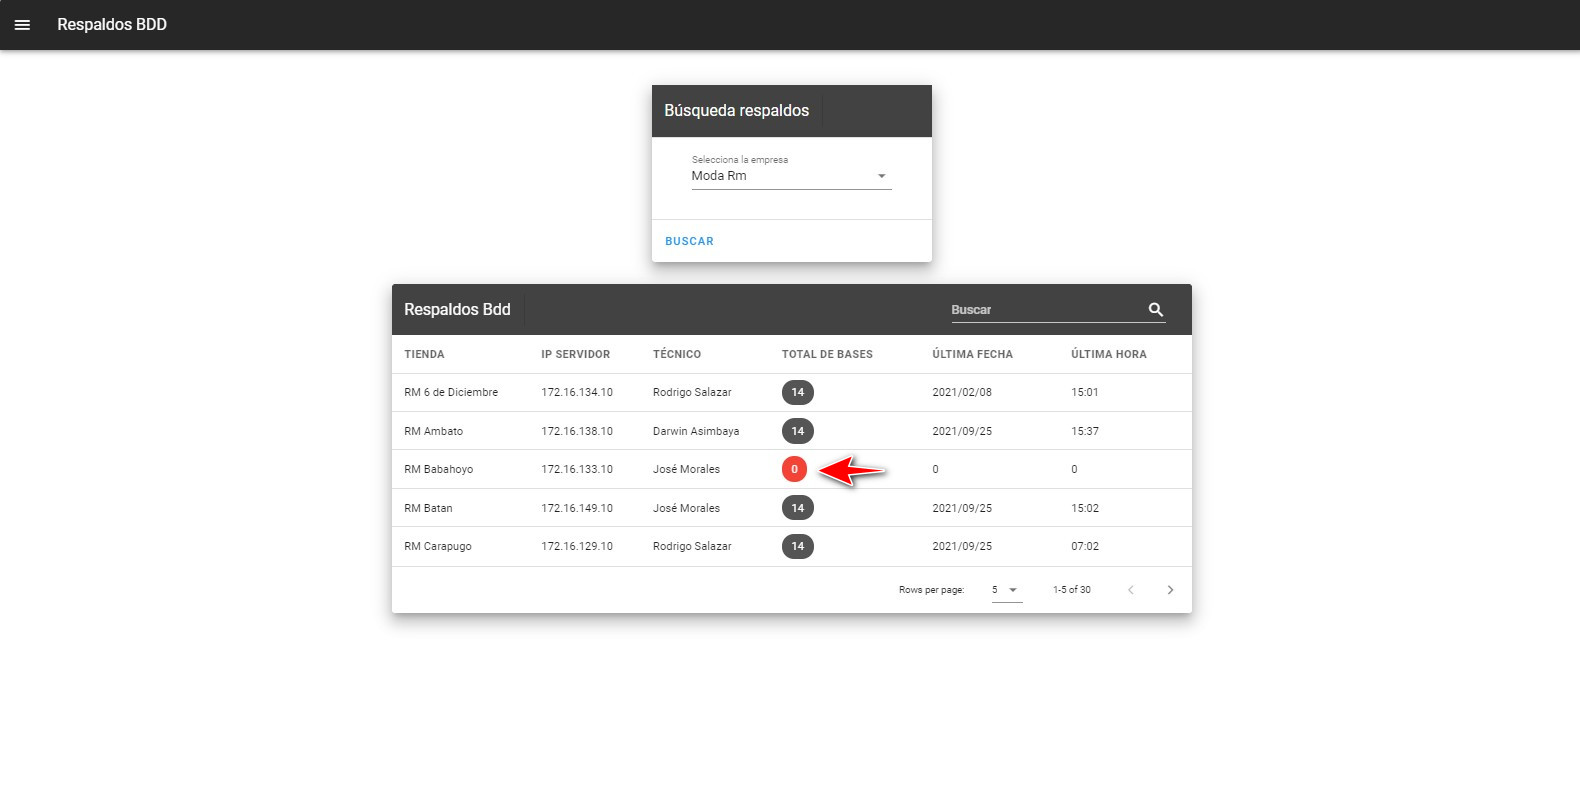 Respaldos BDD
Búsqueda respaldos
Selecciona la empresa
Moda Rm
BUSCAR
Respaldos Bdd Buscar
TIENDA IP SERVIDOR TÉCNICO TOTAL DE BASES ÚLTIMA FECHA ÚLTIMA HORA
RM 6 de Diciembre 172.16.134.10 Rodrigo Salazar 14 2021/02/08 15:01
RM Ambato 172.16.138.10 Darwin Asimbaya 14 2021/09/25 15:37
RM Babahoyo 172.16.133.10 José Morales 0 0 0
RM Batan 172.16.149.10 José Morales 14 2021/09/25 15:02
RM Carapugo 172.16.129.10 Rodrigo Salazar 14 2021/09/25 07:02
Rows per page: 5 1-5 of 30